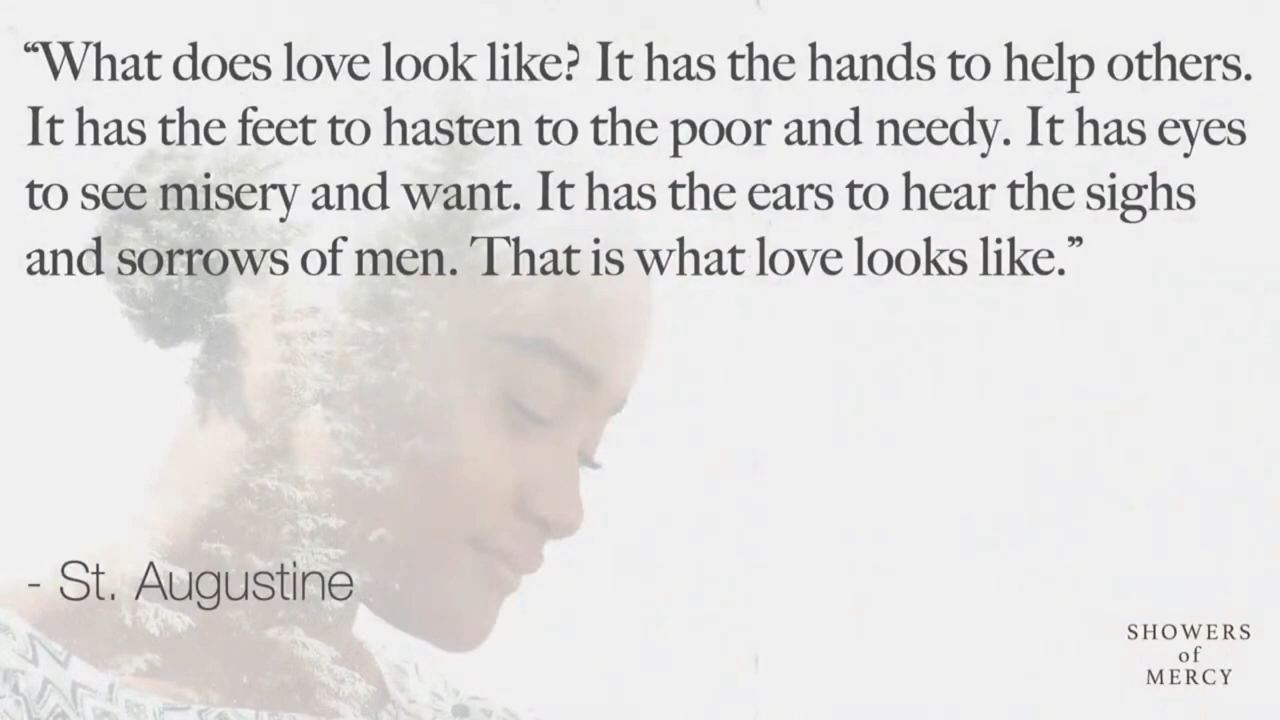 “What does love look like? It has the hands to help others.
It has the feet to hasten to the poor and needy. It has eyes
to see misery and want. It has the ears to hear the sighs
and sorrows of men. That is what love looks like.”
- St. Augustine
SHOWERS
of
MERCY